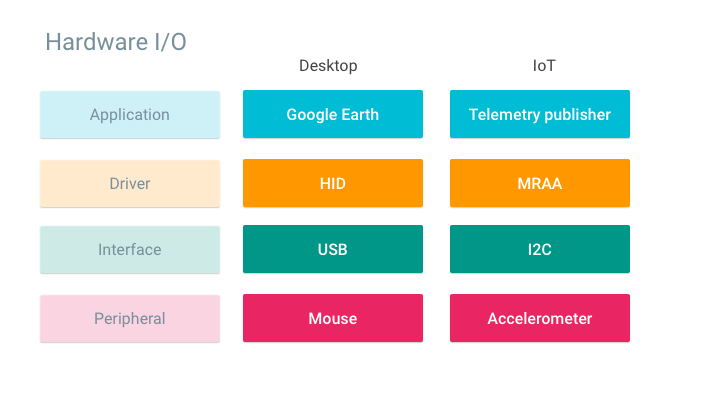 Hardware I/O
Desktop IoT
Application Google Earth Telemetry publisher
Driver HID MRAA
Interface USB I2C
Peripheral Mouse Accelerometer